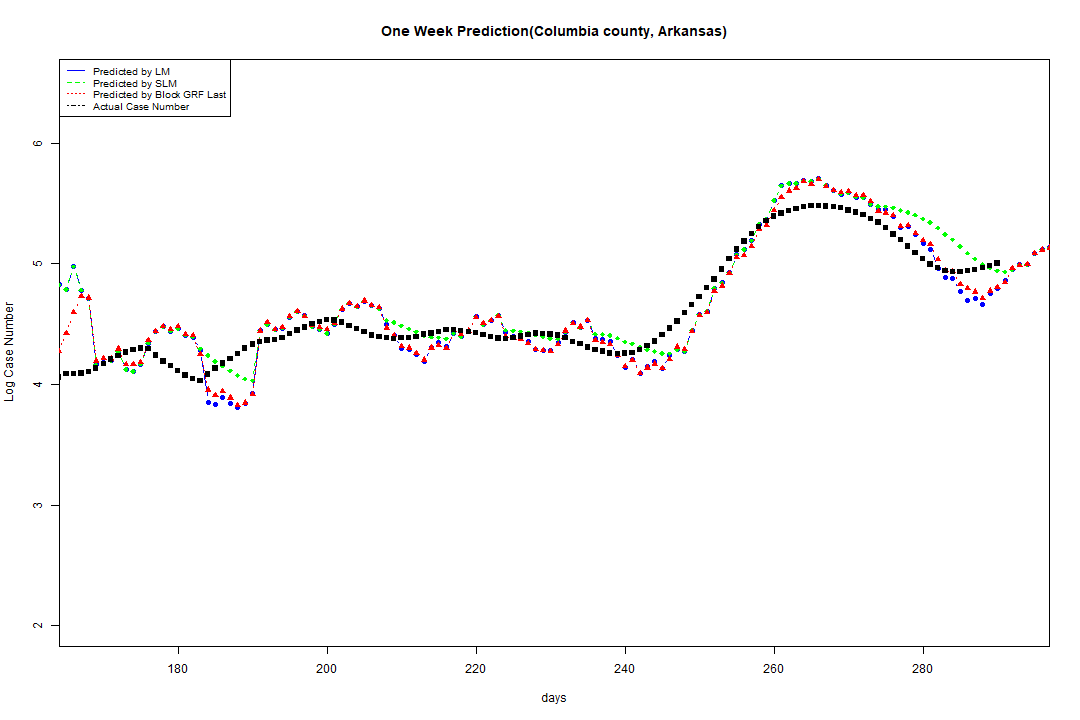 One Week Prediction(Columbia county, Arkansas)
Predicted by LM
Predicted by SLM
Predicted by Block GRF Last
Actual Case Number
Log Case Number
6
5
4
3
2
180 200 220 240 260 280
days